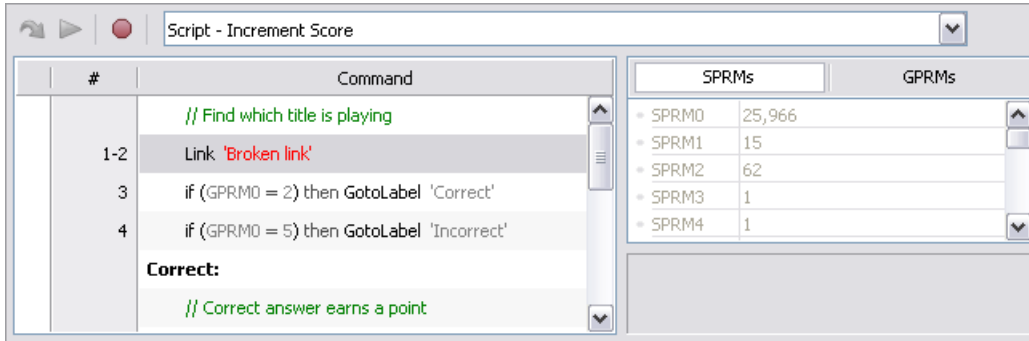 Script - Increment Score
# Command
// Find which title is playing
1-2 Link 'Broken link'
3 if (GPRM0 = 2) then GotoLabel 'Correct'
4 if (GPRM0 = 5) then GotoLabel 'Incorrect'
Correct:
// Correct answer earns a point
SPRMs GPRMs
SPRM0 25,966
SPRM1 15
SPRM2 62
SPRM3 1
SPRM4 1